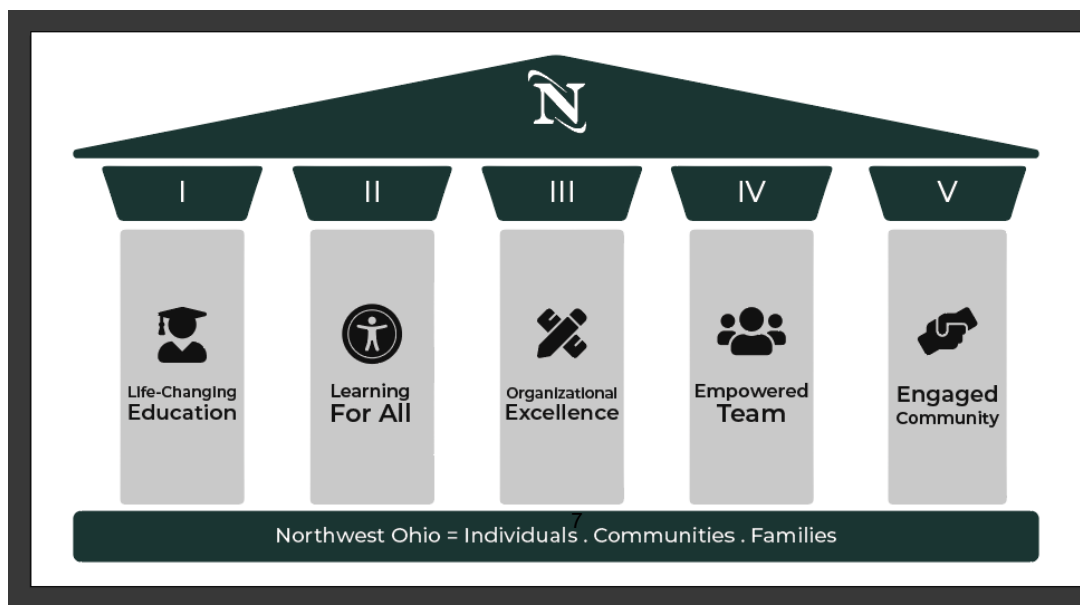 N
I
II
III
IV
V
Life-Changing
Education
Learning
For All
Organizational
Excellence
Empowered
Team
Engaged
Community
7
Northwest Ohio = Individuals . Communities . Families